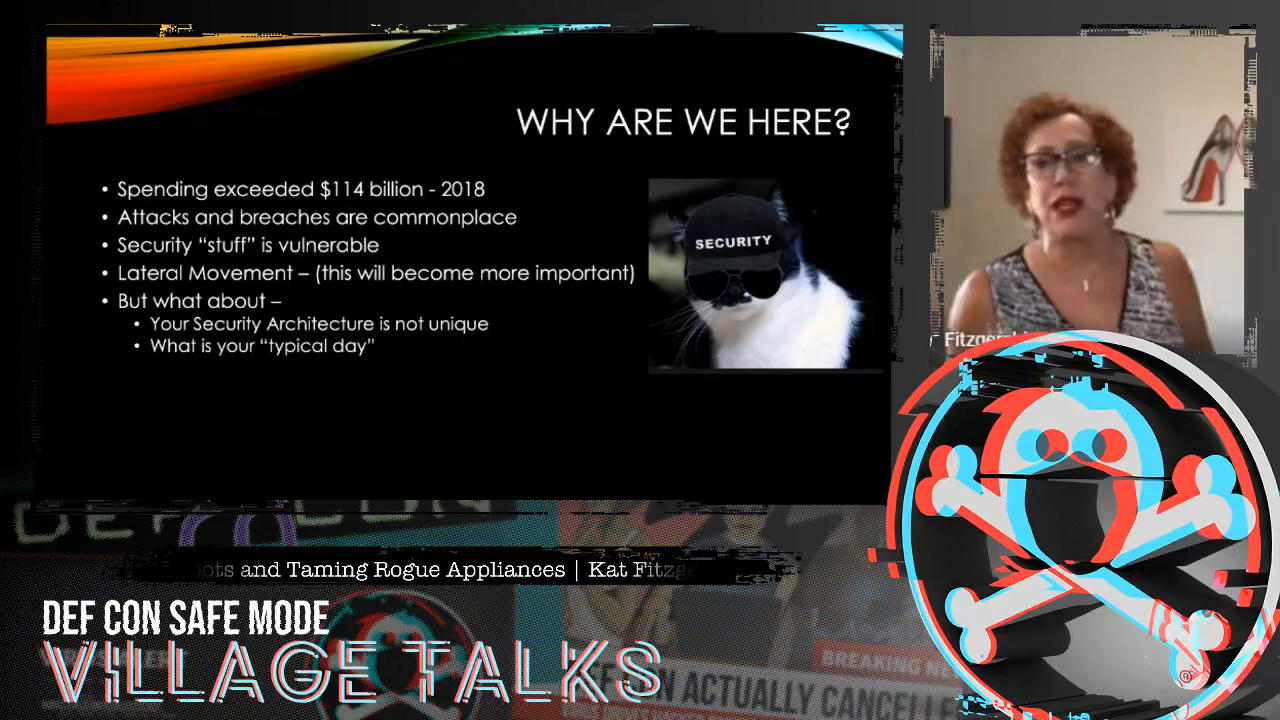 WHY ARE WE HERE?
• Spending exceeded $114 billion - 2018
• Attacks and breaches are commonplace
• Security “stuff” is vulnerable
• Lateral Movement – (this will become more important)
• But what about –
• Your Security Architecture is not unique
• What is your “typical day”
SECURITY
DEF CON
and Taming Rogue Appliances | Kat
DEF CON SAFE MODE
VILLAGE TALKS
BREAKING
ACTUALLY
®